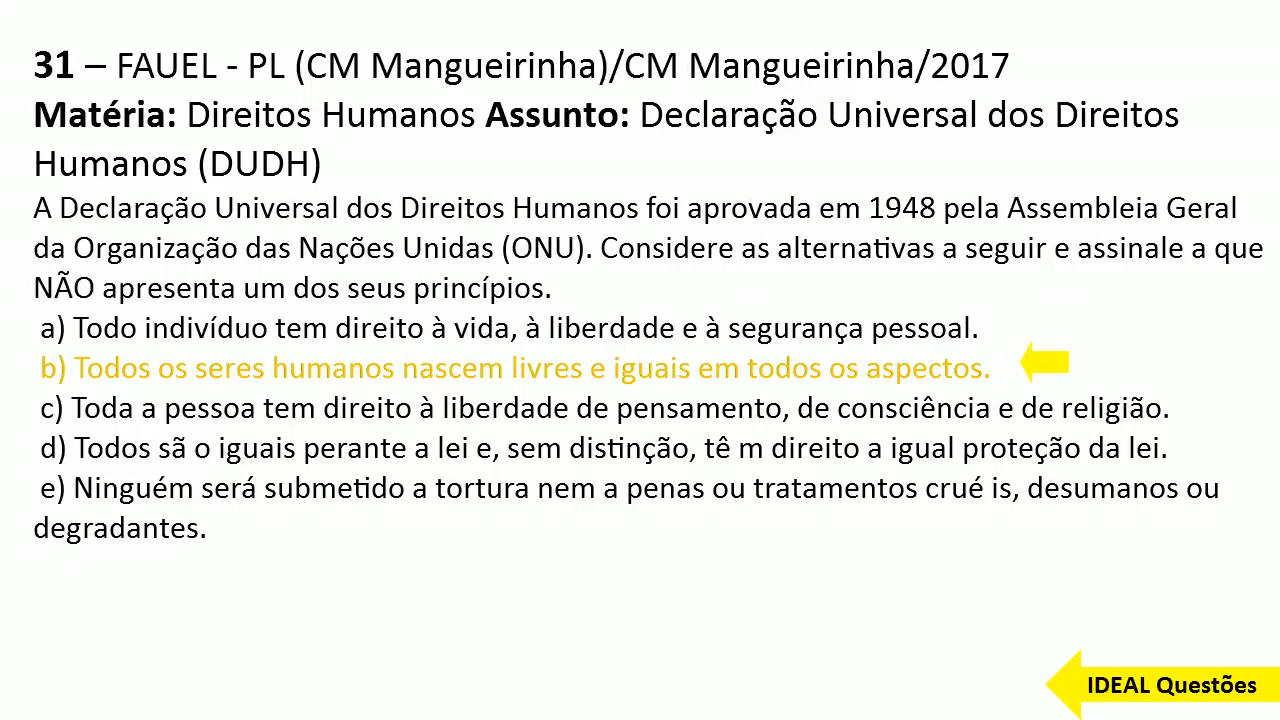 31 – FAUEL - PL (CM Mangueirinha)/CM Mangueirinha/2017
Matéria: Direitos Humanos Assunto: Declaração Universal dos Direitos
Humanos (DUDH)
A Declaração Universal dos Direitos Humanos foi aprovada em 1948 pela Assembleia Geral
da Organização das Nações Unidas (ONU). Considere as alternativas a seguir e assinale a que
NÃO apresenta um dos seus princípios.
a) Todo indivíduo tem direito à vida, à liberdade e à segurança pessoal.
b) Todos os seres humanos nascem livres e iguais em todos os aspectos.
c) Toda a pessoa tem direito à liberdade de pensamento, de consciência e de religião.
d) Todos sã o iguais perante a lei e, sem distinção, tê m direito a igual proteção da lei.
e) Ninguém será submetido a tortura nem a penas ou tratamentos crué is, desumanos ou
degradantes.
IDEAL Questões